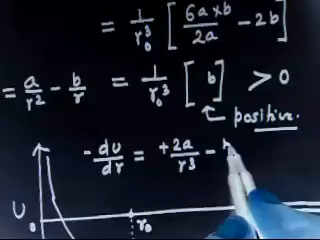 = 1/r₀³ [ 6a×b/2a - 2b ]
= a/r² - b/r = 1/r₀³ [ b ] > 0
positive.
-du/dr = +2a/r³ -
U
0 r₀